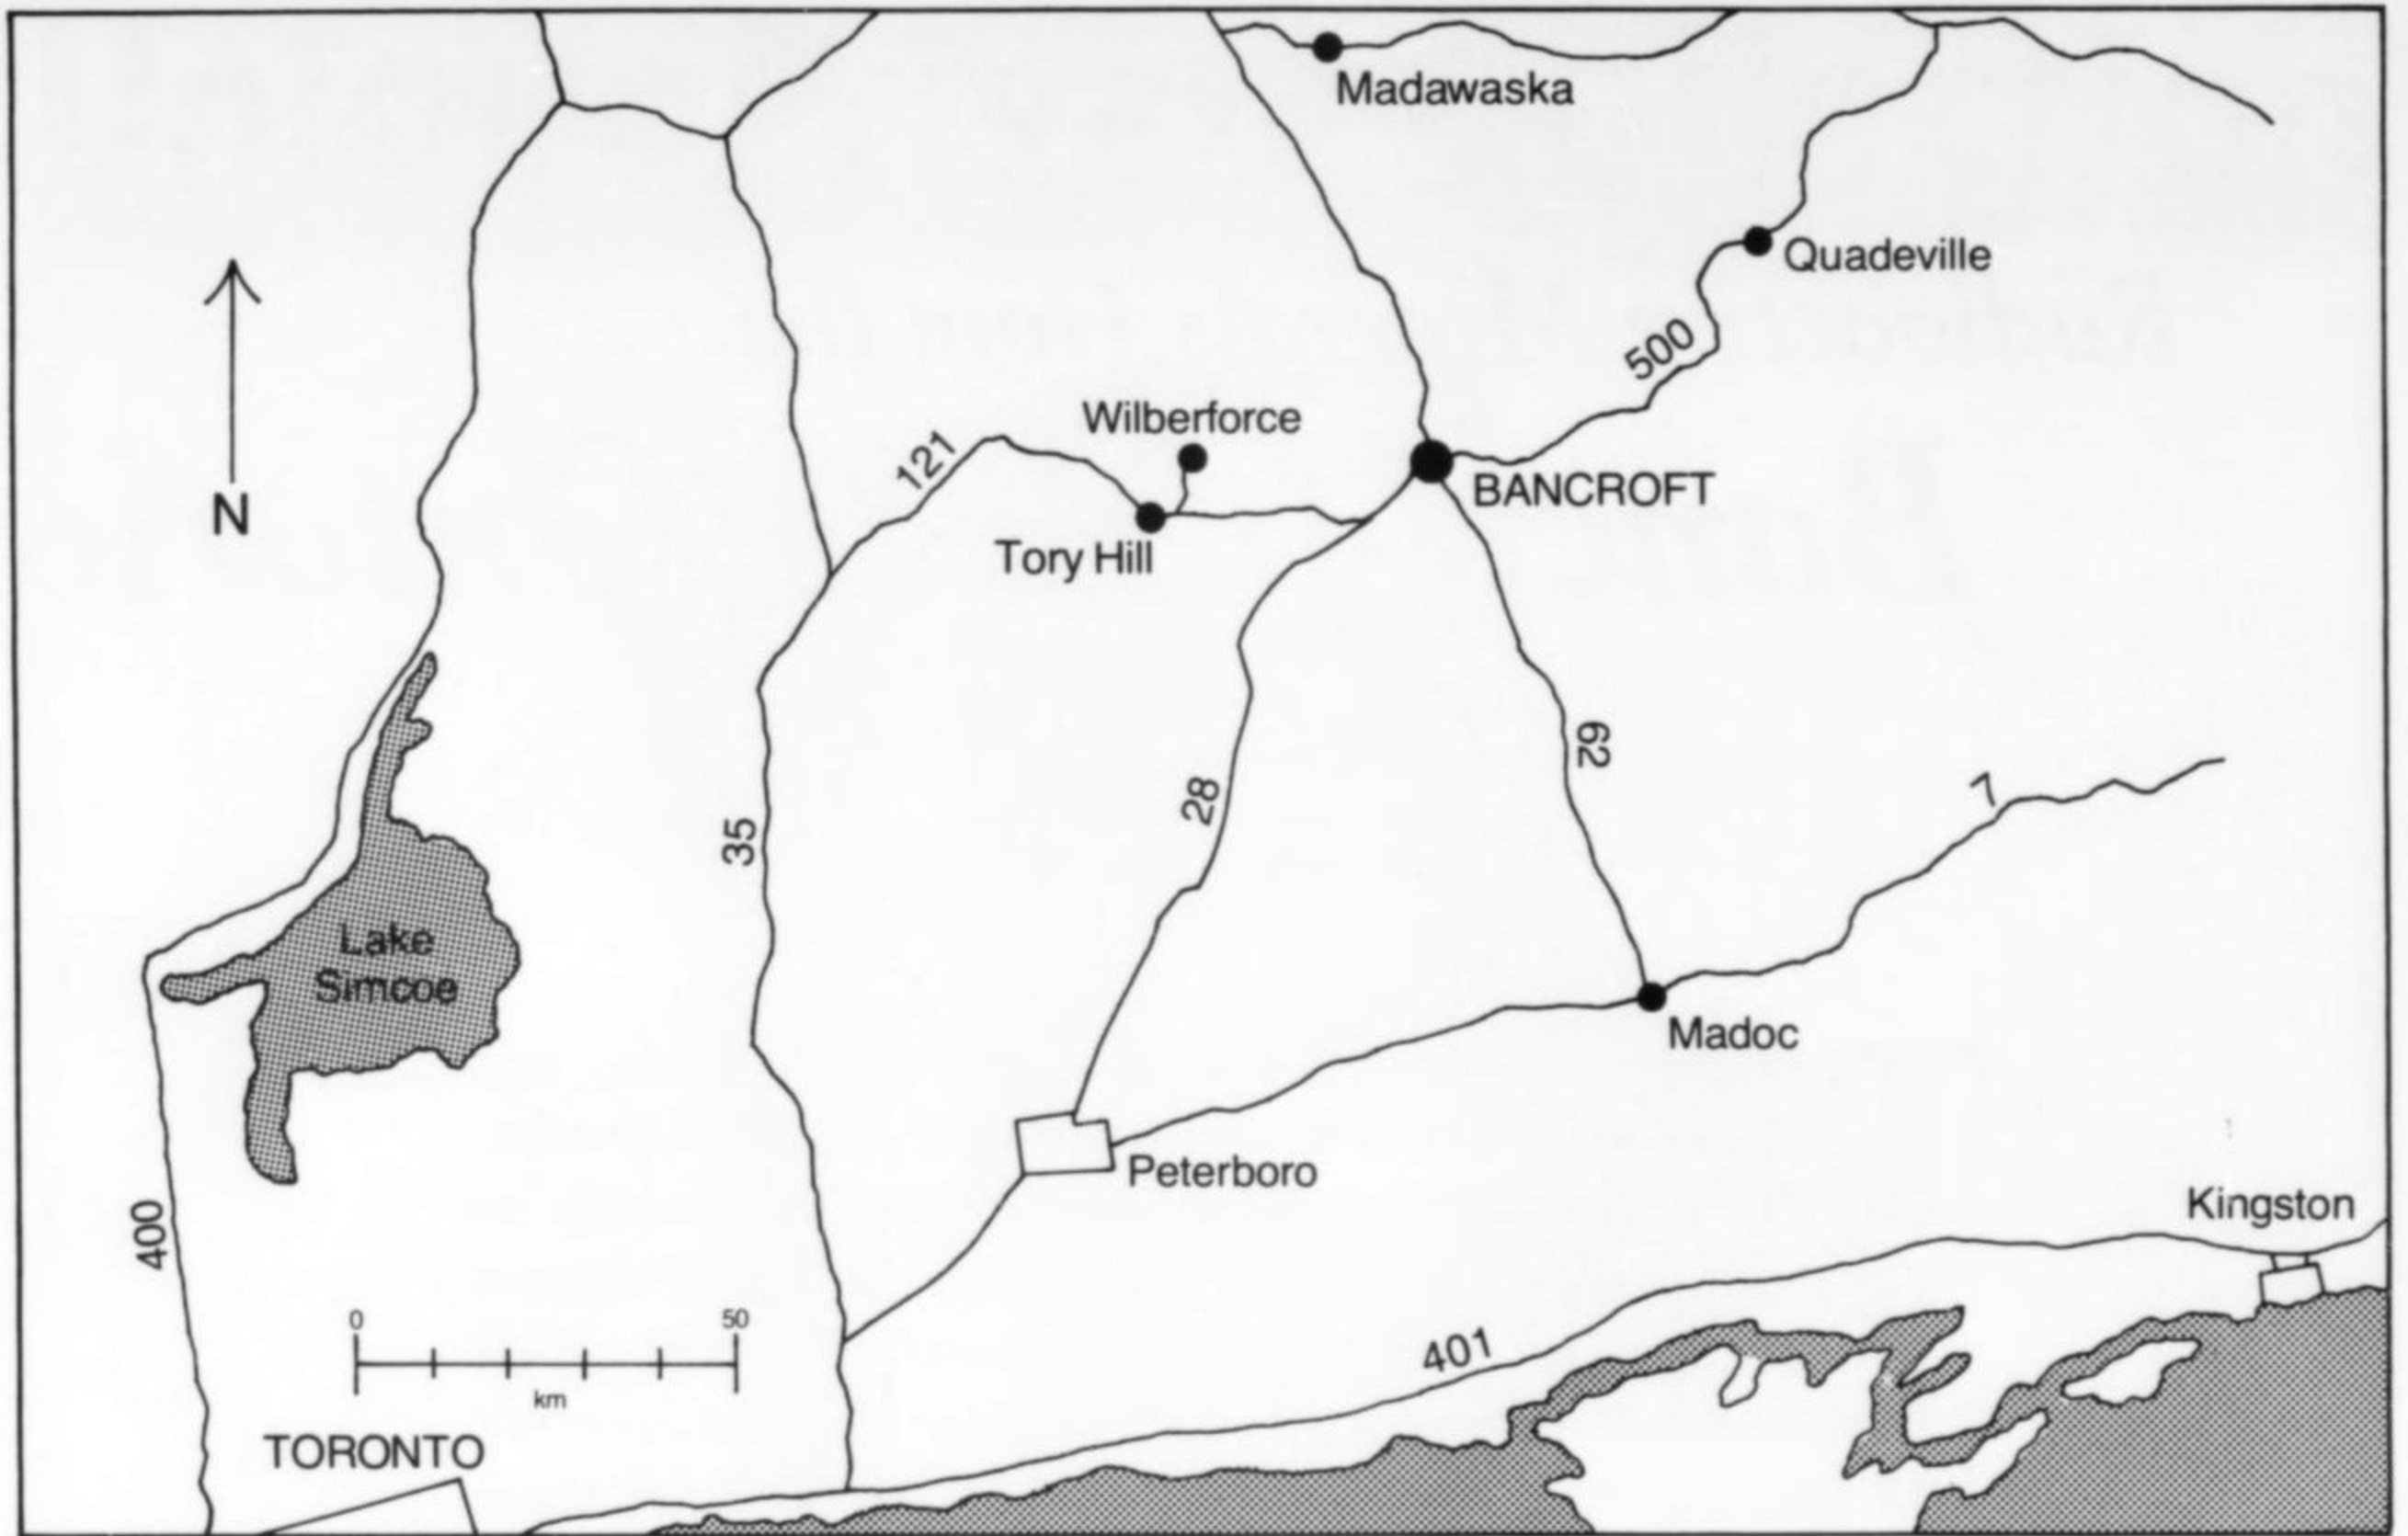 Madawaska
Quadeville
500
Wilberforce
121
BANCROFT
N
Tory Hill
62
7
28
35
Lake
Simcoe
Madoc
Peterboro
Kingston
400
0 50
km
401
TORONTO